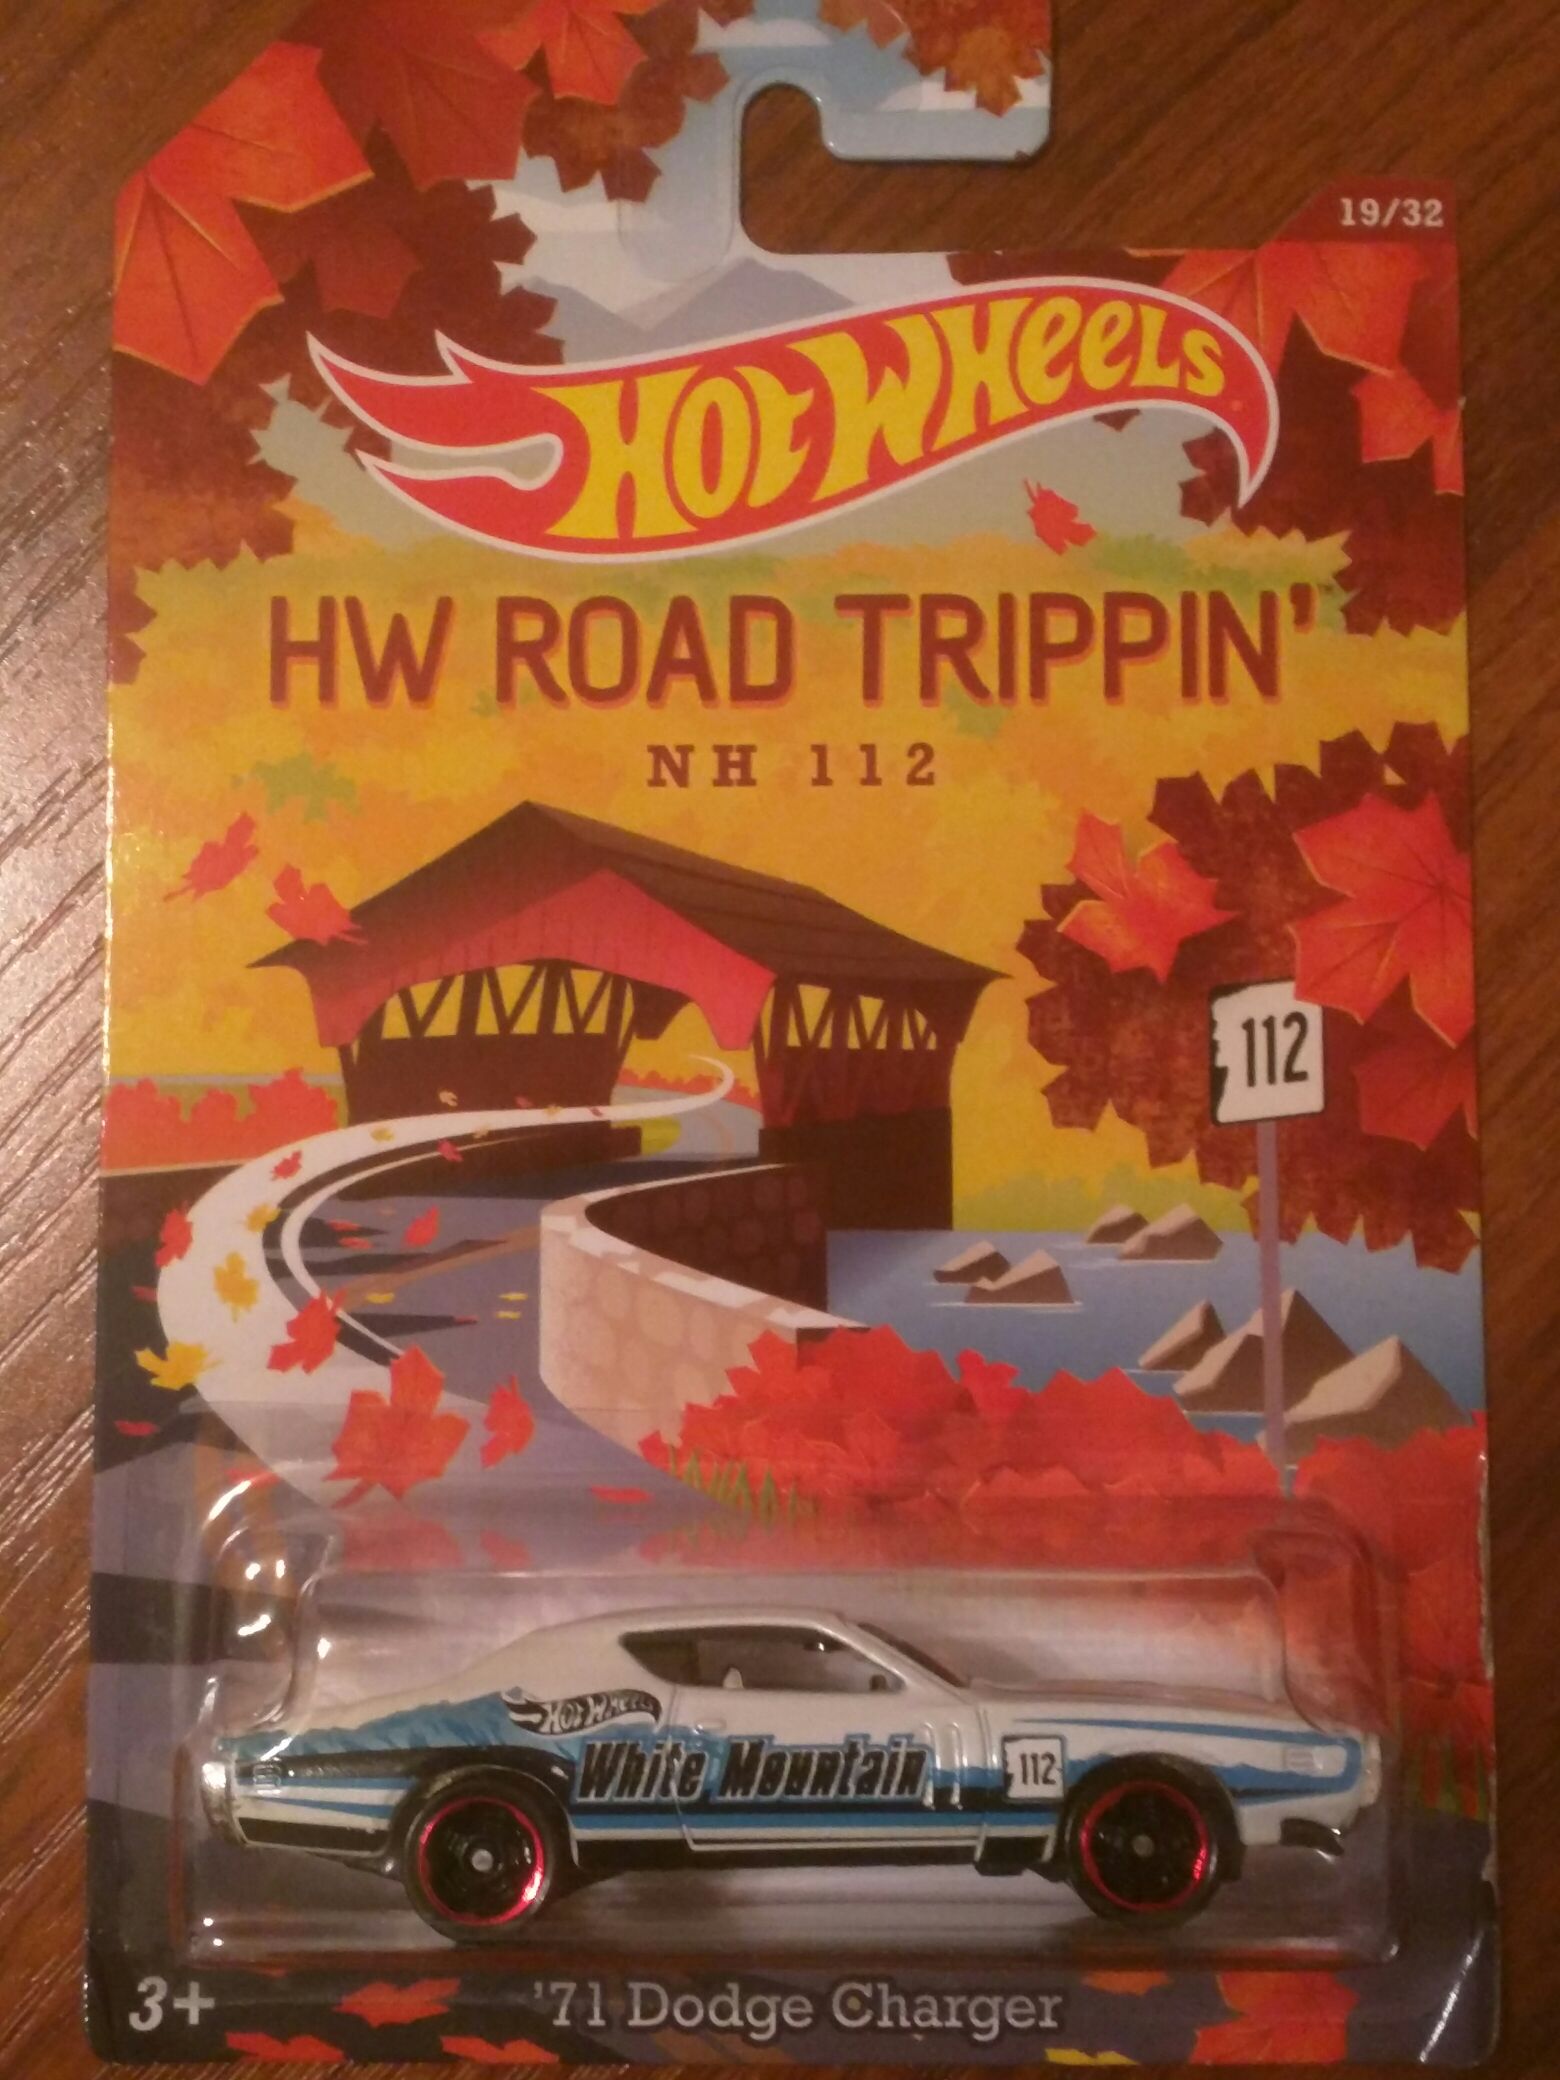 19/32
Hot Wheels
HW ROAD TRIPPIN'™
NH 112
112
HOT WHEELS
White Mountain
112
3+
'71 Dodge Charger